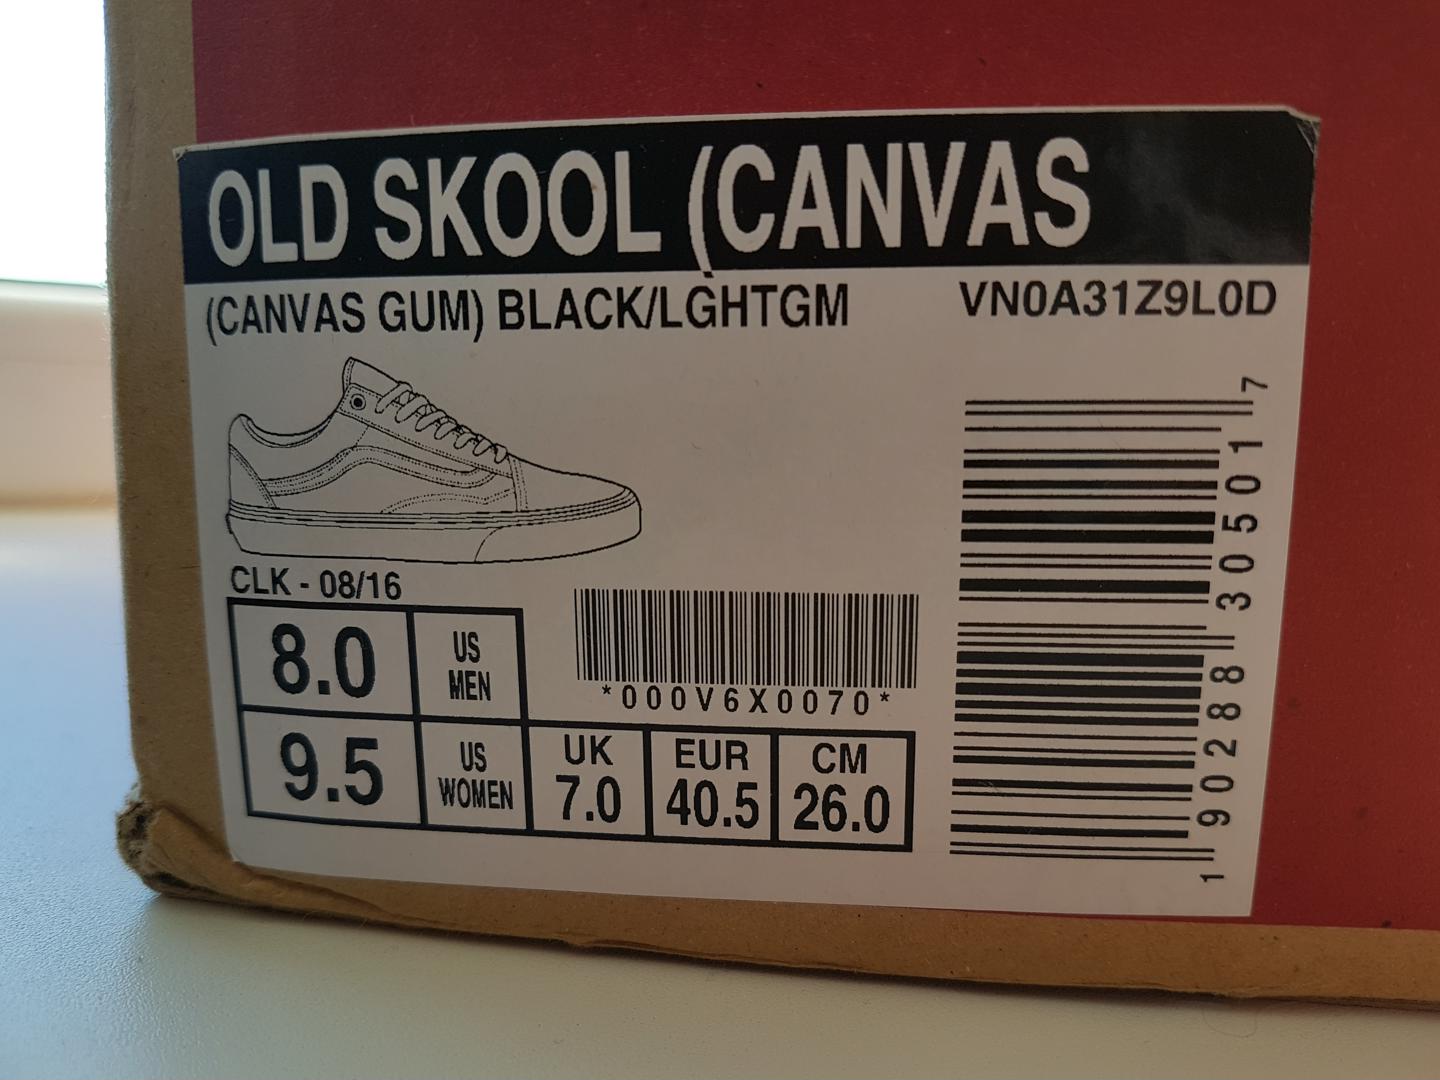 OLD SKOOL (CANVAS
(CANVAS GUM) BLACK/LGHTGM
VN0A31Z9L0D
CLK - 08/16
8.0 US MEN
*000V6X0070*
9.5 US WOMEN
UK 7.0
EUR 40.5
CM 26.0
1 90288 30501 7